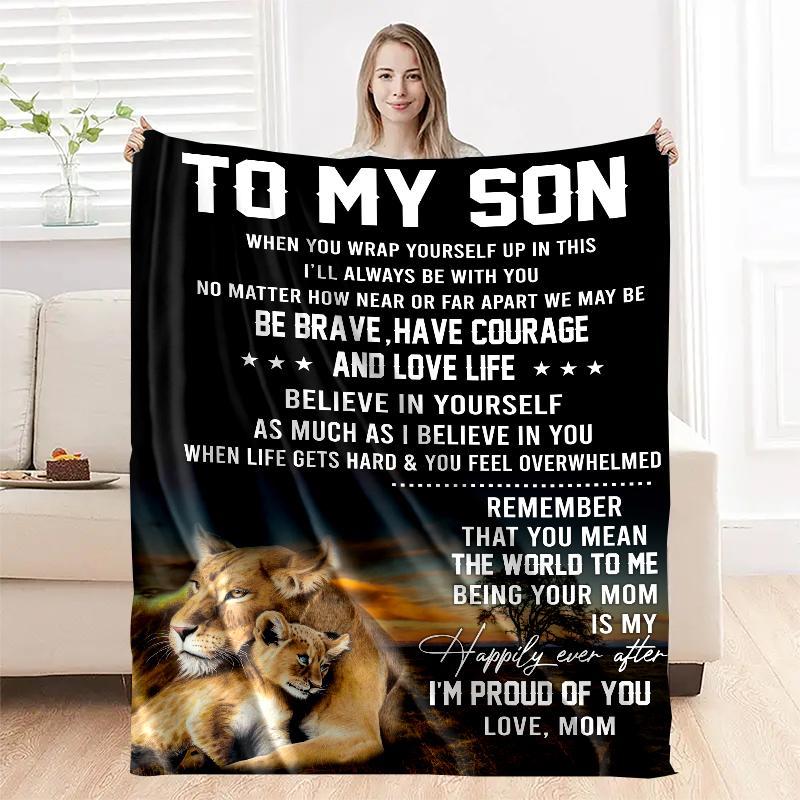 TO MY SON
WHEN YOU WRAP YOURSELF UP IN THIS
I'LL ALWAYS BE WITH YOU
NO MATTER HOW NEAR OR FAR APART WE MAY BE
BE BRAVE,HAVE COURAGE
AND LOVE LIFE
BELIEVE IN YOURSELF
AS MUCH AS I BELIEVE IN YOU
WHEN LIFE GETS HARD & YOU FEEL OVERWHELMED
REMEMBER
THAT YOU MEAN
THE WORLD TO ME
BEING YOUR MOM
IS MY
Happily ever after
I'M PROUD OF YOU
LOVE, MOM